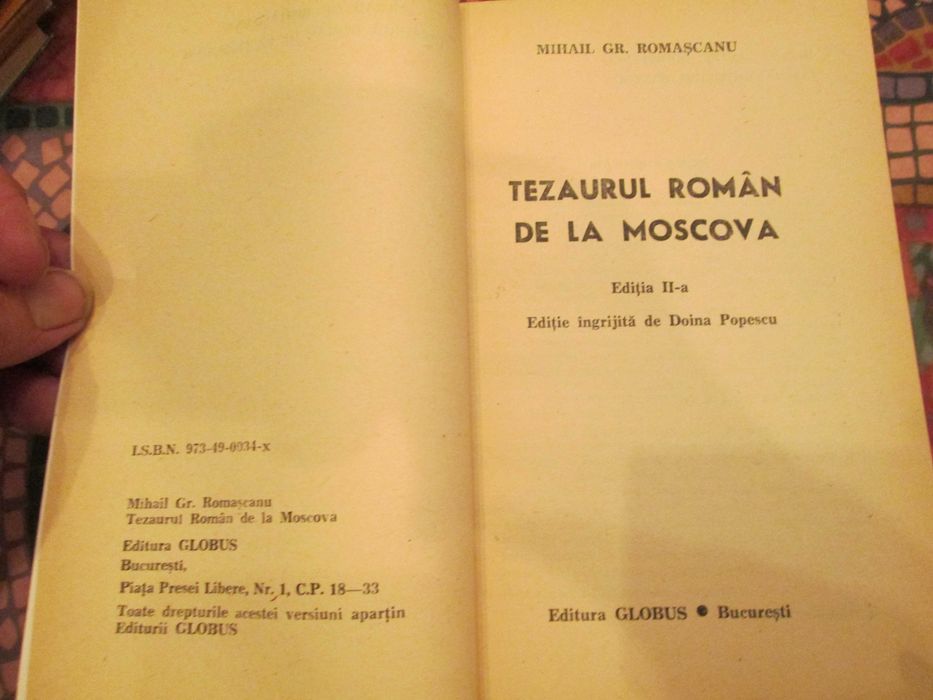 I.S.B.N. 973-49-0034-x
Mihail Gr. Romașcanu
Tezaurul Român de la Moscova
Editura GLOBUS
București,
Piața Presei Libere, Nr. 1, C.P. 18—33
Toate drepturile acestei versiuni aparțin
Editurii GLOBUS
MIHAIL GR. ROMAȘCANU
TEZAURUL ROMÂN
DE LA MOSCOVA
Ediția II-a
Ediție îngrijită de Doina Popescu
Editura GLOBUS ● București